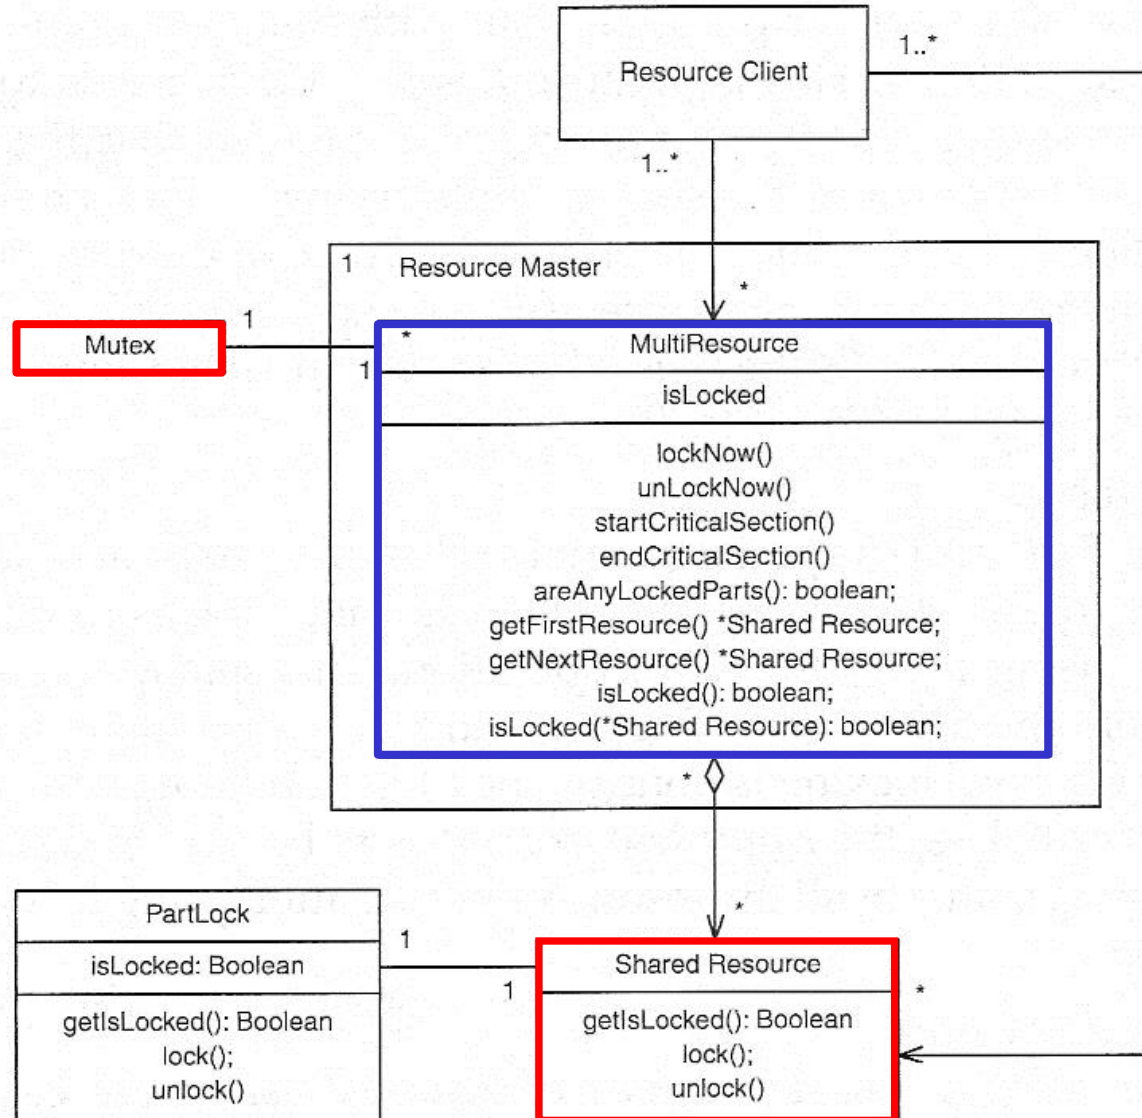 1..*
Resource Client
1..*
1
Resource Master
*
1
Mutex
*
1
MultiResource
isLocked
lockNow()
unLockNow()
startCriticalSection()
endCriticalSection()
areAnyLockedParts(): boolean;
getFirstResource() *Shared Resource;
getNextResource() *Shared Resource;
isLocked(): boolean;
isLocked(*Shared Resource): boolean;
*
*
PartLock
isLocked: Boolean
getIsLocked(): Boolean
lock();
unlock()
1
1
Shared Resource
getIsLocked(): Boolean
lock();
unlock()
*